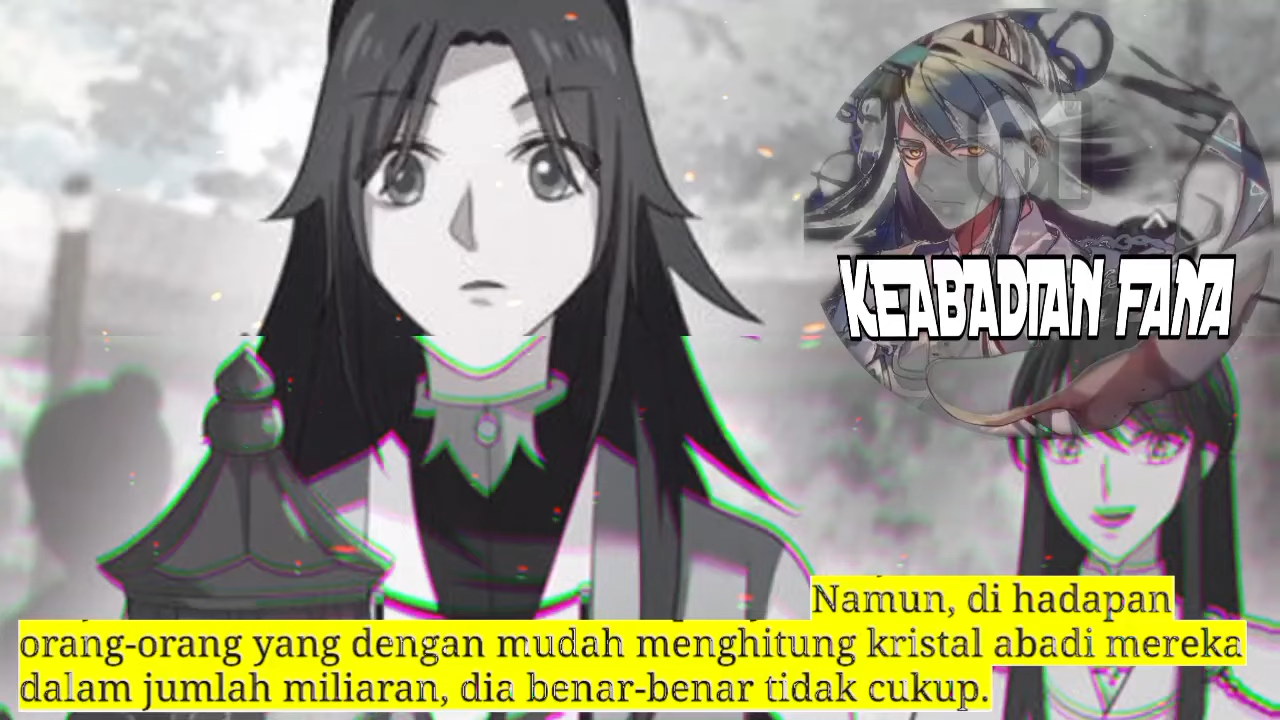 KEABADIAN FANA
Namun, di hadapan
orang-orang yang dengan mudah menghitung kristal abadi mereka
dalam jumlah miliaran, dia benar-benar tidak cukup.